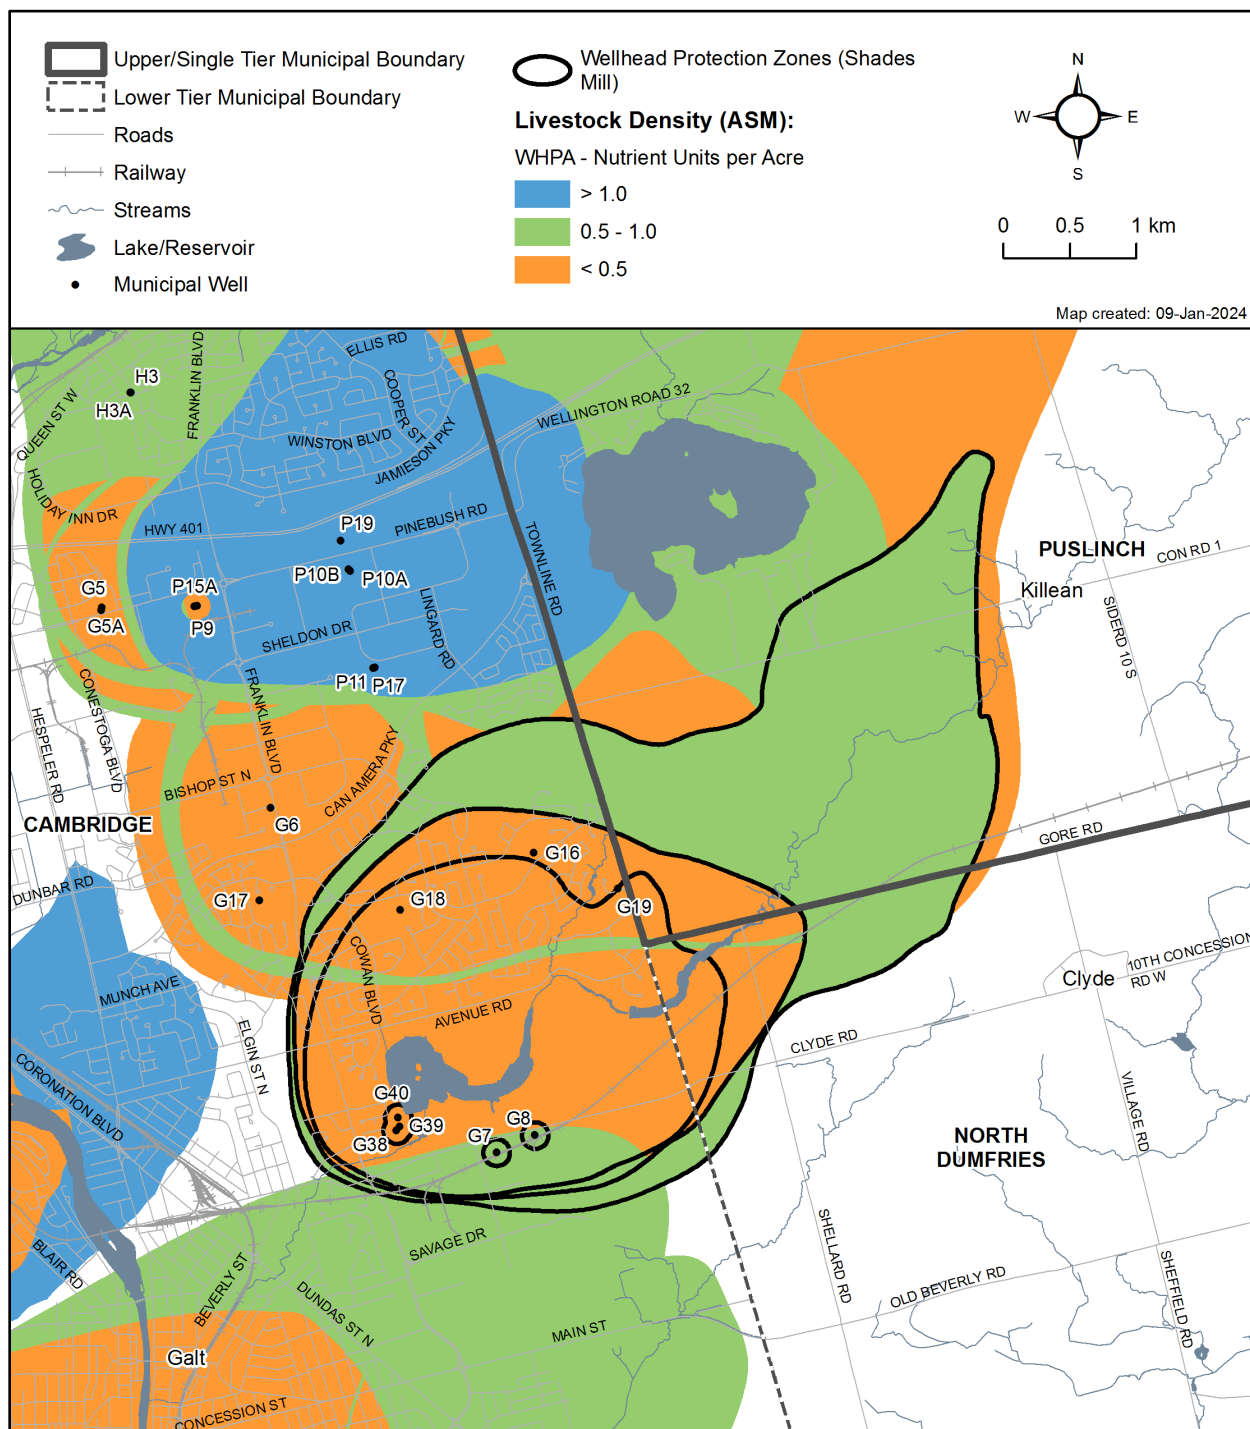 Upper/Single Tier Municipal Boundary
Lower Tier Municipal Boundary
Roads
Railway
Streams
Lake/Reservoir
Municipal Well
Wellhead Protection Zones (Shades
Mill)
Livestock Density (ASM):
WHPA - Nutrient Units per Acre
> 1.0
0.5 - 1.0
< 0.5
N
W
E
S
0 0.5 1 km
Map created: 09-Jan-2024
ELLIS RD
FRANKLIN BLVD
H3
H3A
COOPER ST
QUEEN ST W
WELLINGTON ROAD 32
WINSTON BLVD
JAMIESON PKY
HOLIDAY INN DR
HWY 401
P19
PINEBUSH RD
TOWNLINE RD
PUSLINCH
CON RD 1
P10B
P10A
G5
P15A
Killean
G5A
P9
LINGARD RD
SIDERD 10 S
SHELDON DR
P11
P17
CONESTOGA BLVD
FRANKLIN BLVD
HESPELER RD
CAN AMERA PKY
BISHOP ST N
G6
CAMBRIDGE
GORE RD
G16
DUNBAR RD
G17
G18
G19
COWAN BLVD
10TH CONCESSION
RD W
Clyde
MUNCH AVE
AVENUE RD
ELGIN ST N
CLYDE RD
CORONATION BLVD
G40
G39
G38
G7
G8
VILLAGE RD
NORTH
DUMFRIES
SAVAGE DR
SHELLARD RD
BLAIR RD
BEVERLY ST
OLD BEVERLY RD
SHEFFIELD RD
DUNDAS ST N
MAIN ST
Galt
CONCESSION ST